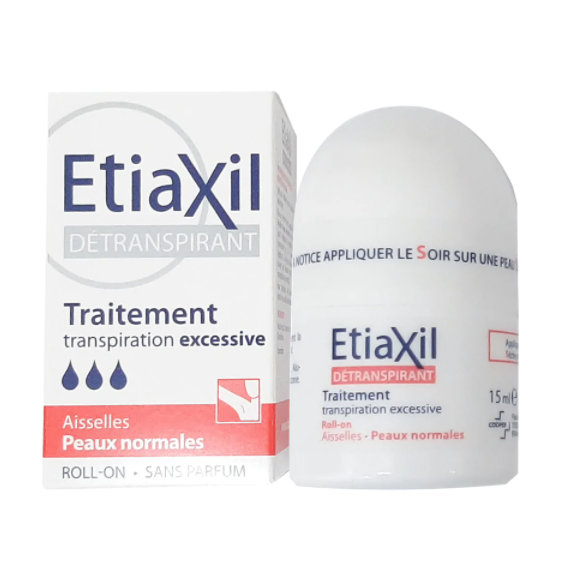 EtiaXil
DÉTRANSPIRANT
Traitement
transpiration excessive
Aisselles
Peaux normales
ROLL-ON • SANS PARFUM
NOTICE APPLIQUER LE SOIR SUR UNE PEAU
EtiaXil
DÉTRANSPIRANT
Traitement
transpiration excessive
Roll-on
Aisselles - Peaux normales
15 ml e
COOPER